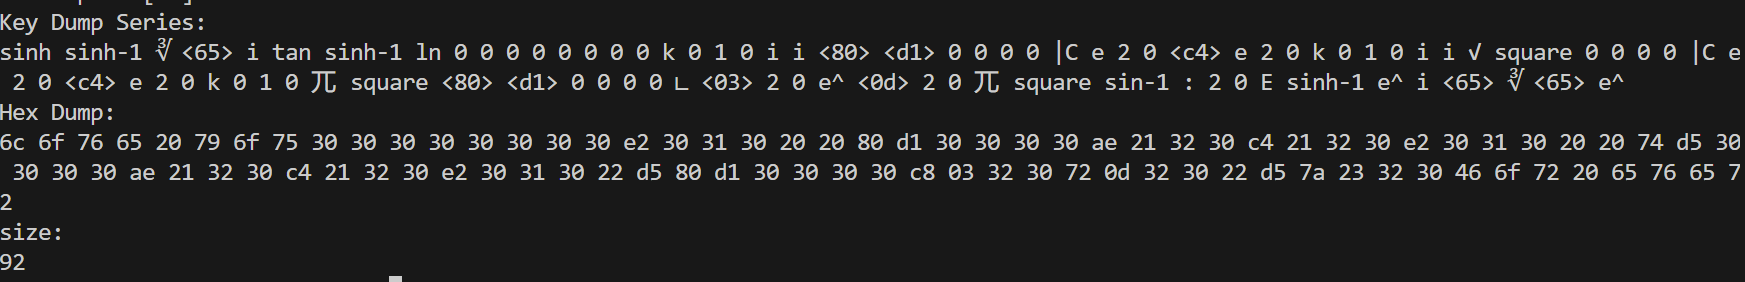 Key Dump Series:
sinh sinh-1 ∛ <65> i tan sinh-1 ln 0 0 0 0 0 0 0 0 0 k 0 1 0 i i <80> <d1> 0 0 0 0 |C e 2 0 <c4> e 2 0 k 0 1 0 i i √ square 0 0 0 0 |C e
2 0 <c4> e 2 0 k 0 1 0 兀 square <80> <d1> 0 0 0 0 ㄴ <03> 2 0 e^ <0d> 2 0 兀 square sin-1 : 2 0 E sinh-1 e^ i <65> ∛ <65> e^
Hex Dump:
6c 6f 76 65 20 79 6f 75 30 30 30 30 30 30 30 30 30 e2 30 31 30 20 20 80 d1 30 30 30 30 ae 21 32 30 c4 21 32 30 e2 30 31 30 20 20 74 d5 30
30 30 30 ae 21 32 30 c4 21 32 30 e2 30 31 30 22 d5 80 d1 30 30 30 30 c8 03 32 30 72 0d 32 30 22 d5 7a 23 32 30 46 6f 72 20 65 76 65 7
2
size:
92